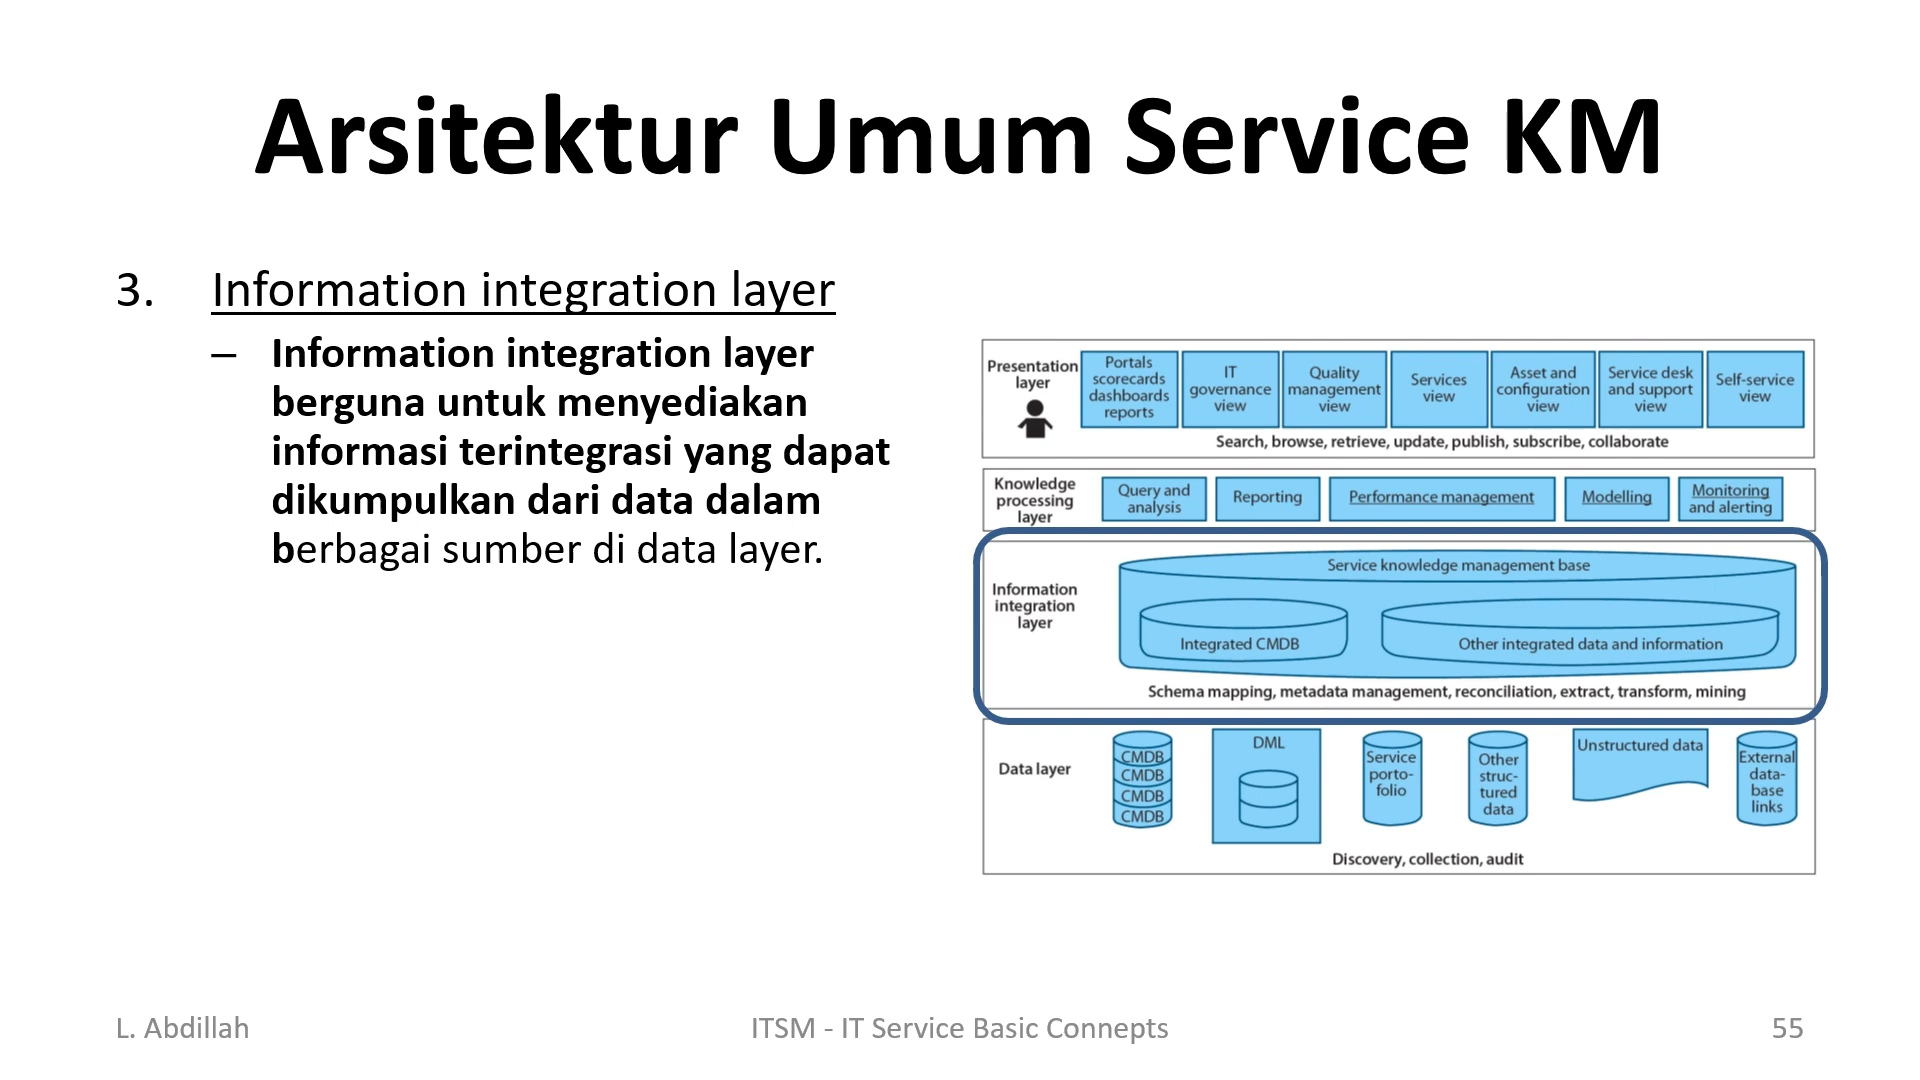 Arsitektur Umum Service KM
3. Information integration layer
– Information integration layer
berguna untuk menyediakan
informasi terintegrasi yang dapat
dikumpulkan dari data dalam
berbagai sumber di data layer.
Presentation
layer
Portals
scorecards
dashboards
reports
IT
governance
view
Quality
management
view
Services
view
Asset and
configuration
view
Service desk
and support
view
Self-service
view
Search, browse, retrieve, update, publish, subscribe, collaborate
Knowledge
processing
layer
Query and
analysis
Reporting
Performance management
Modelling
Monitoring
and alerting
Information
integration
layer
Service knowledge management base
Integrated CMDB
Other integrated data and information
Schema mapping, metadata management, reconciliation, extract, transform, mining
Data layer
CMDB
CMDB
CMDB
CMDB
DML
Service
porto-
folio
Other
struc-
tured
data
Unstructured data
External
data-
base
links
Discovery, collection, audit
L. Abdillah
ITSM - IT Service Basic Connepts
55